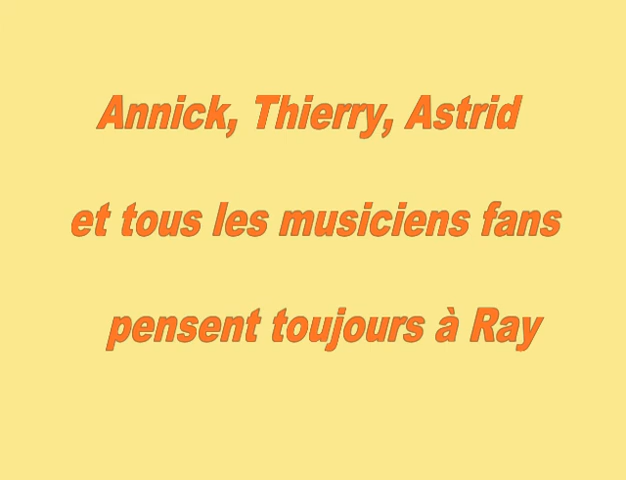 Annick, Thierry, Astrid
et tous les musiciens fans
pensent toujours à Ray